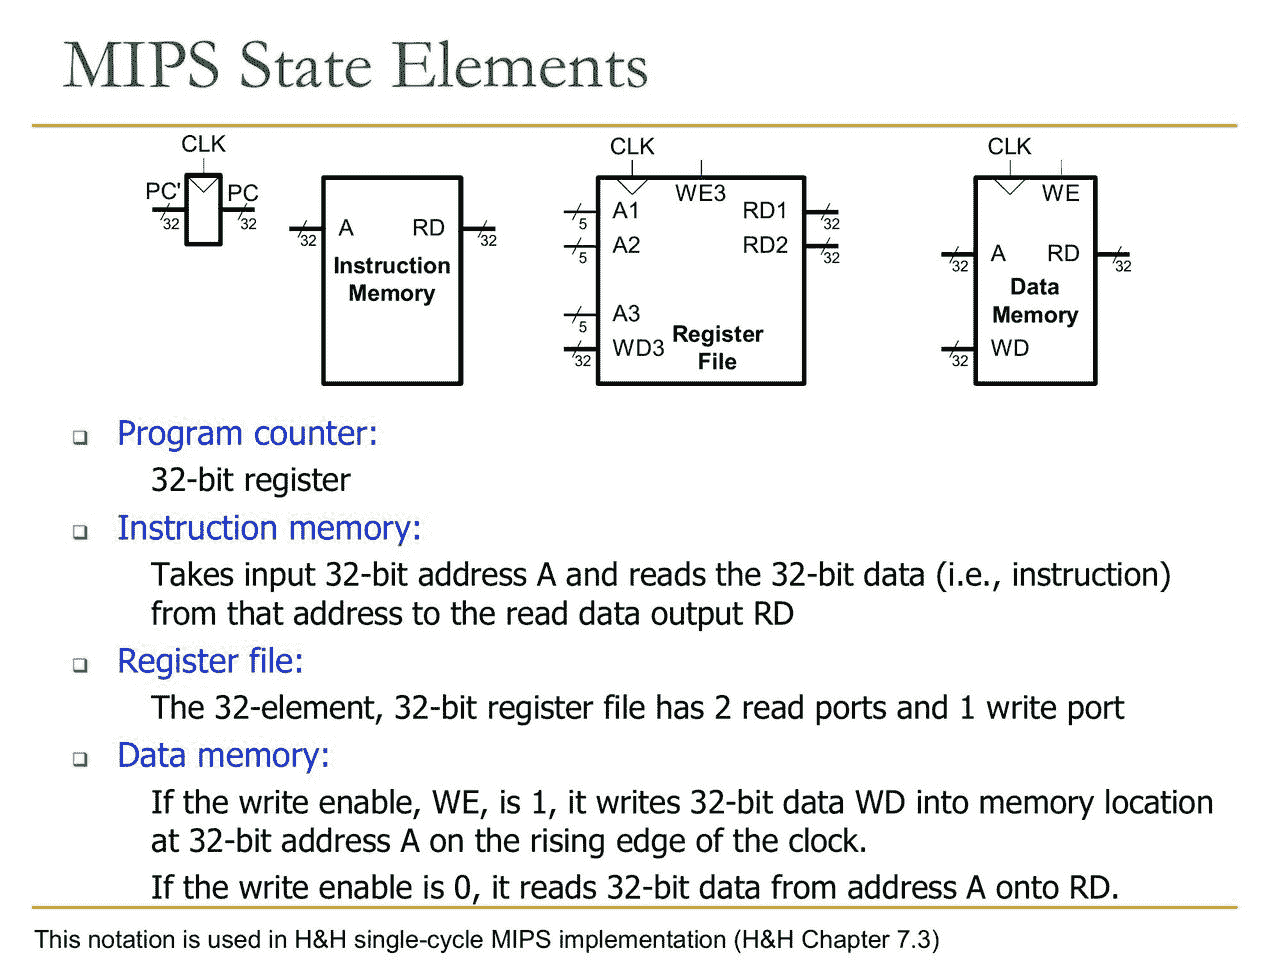 MIPS State Elements
CLK
CLK
CLK
PC'
PC
32
32
A
RD
32
32
Instruction
Memory
WE3
A1
RD1
5
32
A2
RD2
5
32
A3
5
WD3
32
Register
File
WE
A
RD
32
32
Data
Memory
WD
32
❑ Program counter:
32-bit register
❑ Instruction memory:
Takes input 32-bit address A and reads the 32-bit data (i.e., instruction)
from that address to the read data output RD
❑ Register file:
The 32-element, 32-bit register file has 2 read ports and 1 write port
❑ Data memory:
If the write enable, WE, is 1, it writes 32-bit data WD into memory location
at 32-bit address A on the rising edge of the clock.
If the write enable is 0, it reads 32-bit data from address A onto RD.
This notation is used in H&H single-cycle MIPS implementation (H&H Chapter 7.3)